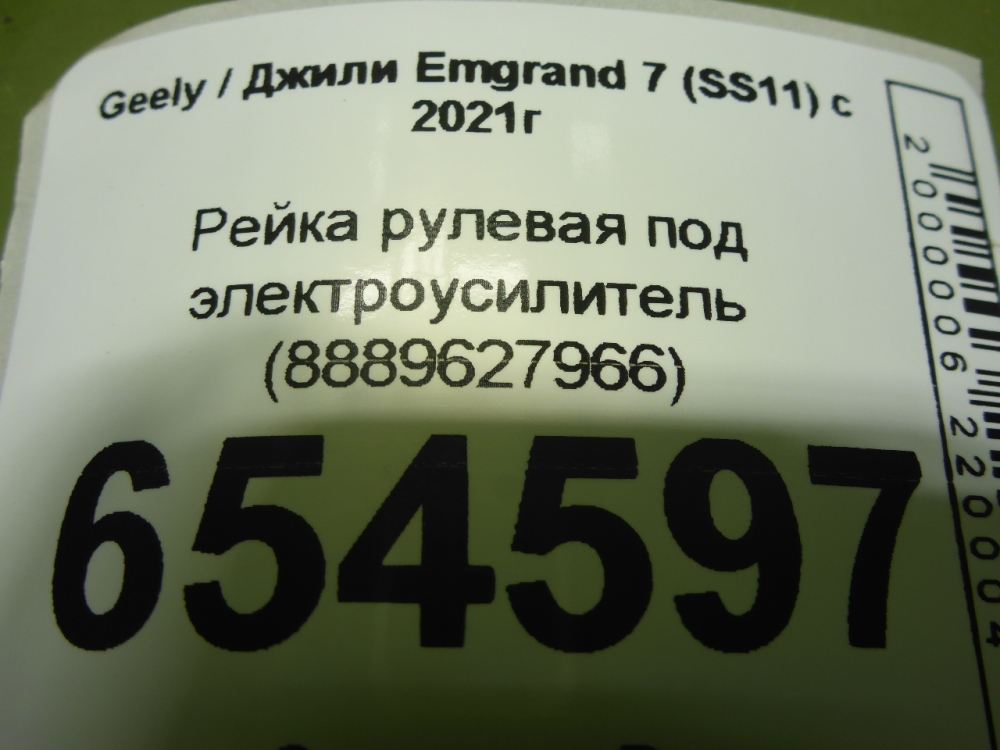 Geely / Джили Emgrand 7 (SS11) с
2021г
Рейка рулевая под
электроусилитель
(8889627966)
654597
2000006220004